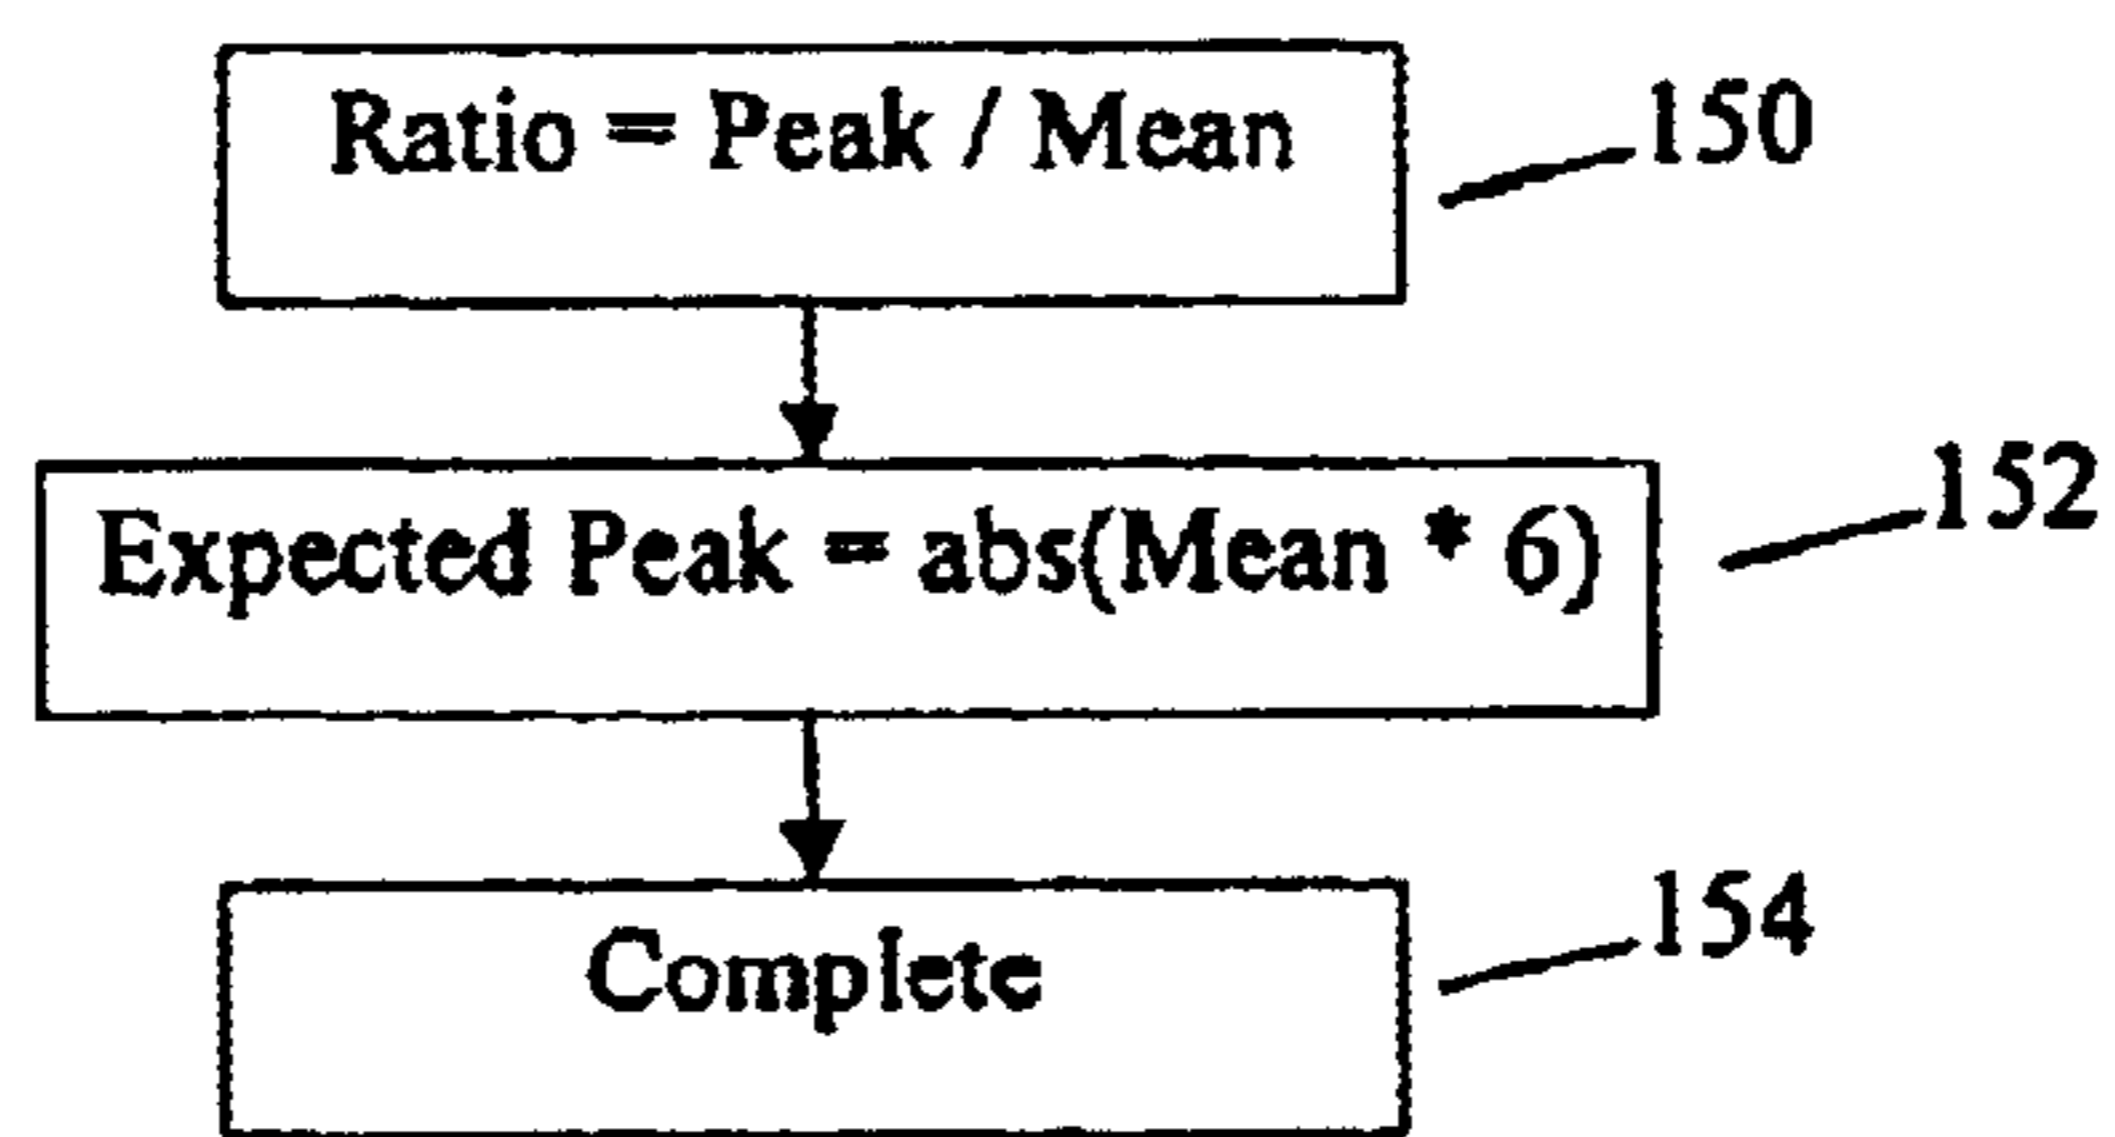 Ratio = Peak / Mean
150
Expected Peak = abs(Mean * 6)
152
Complete
154